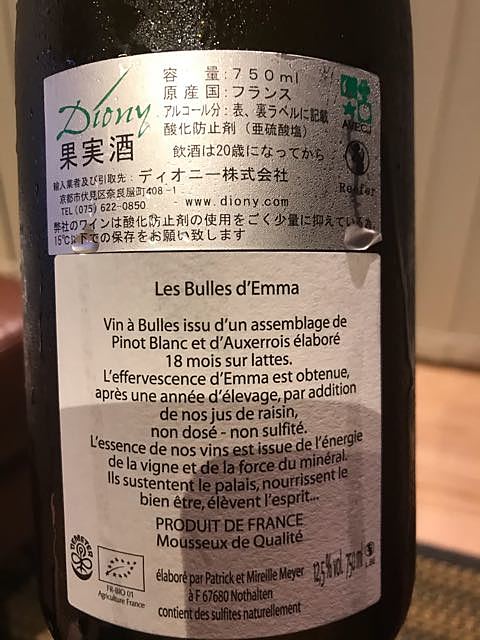 Diony
果実酒
容量:750ml
原産国:フランス
アルコール分:表、裏ラベルに記載
酸化防止剤(亜硫酸塩)
飲酒は20歳になってから
輸入業者及び引取先:ディオニー株式会社
京都市伏見区奈良屋町408-1
TEL(075)622-0850
www.diony.com
弊社のワインは酸化防止剤の使用をごく少量に抑えている為
15℃以下での保存をお願い致します
Reefer
Les Bulles d'Emma
Vin à Bulles issu d'un assemblage de
Pinot Blanc et d'Auxerrois élaboré
18 mois sur lattes.
L'effervescence d'Emma est obtenue,
après une année d'élevage, par addition
de nos jus de raisin,
non dosé - non sulfité.
L'essence de nos vins est issue de l'énergie
de la vigne et de la force du minéral.
Ils sustentent le palais, nourrissent le
bien être, élèvent l'esprit...
PRODUIT DE FRANCE
Mousseux de Qualité
DEMETER
FR-BIO 01
Agriculture France
élaboré par Patrick et Mireille Meyer
à F 67680 Nothalten
contient des sulfites naturellement
12,5% vol. 750 ml